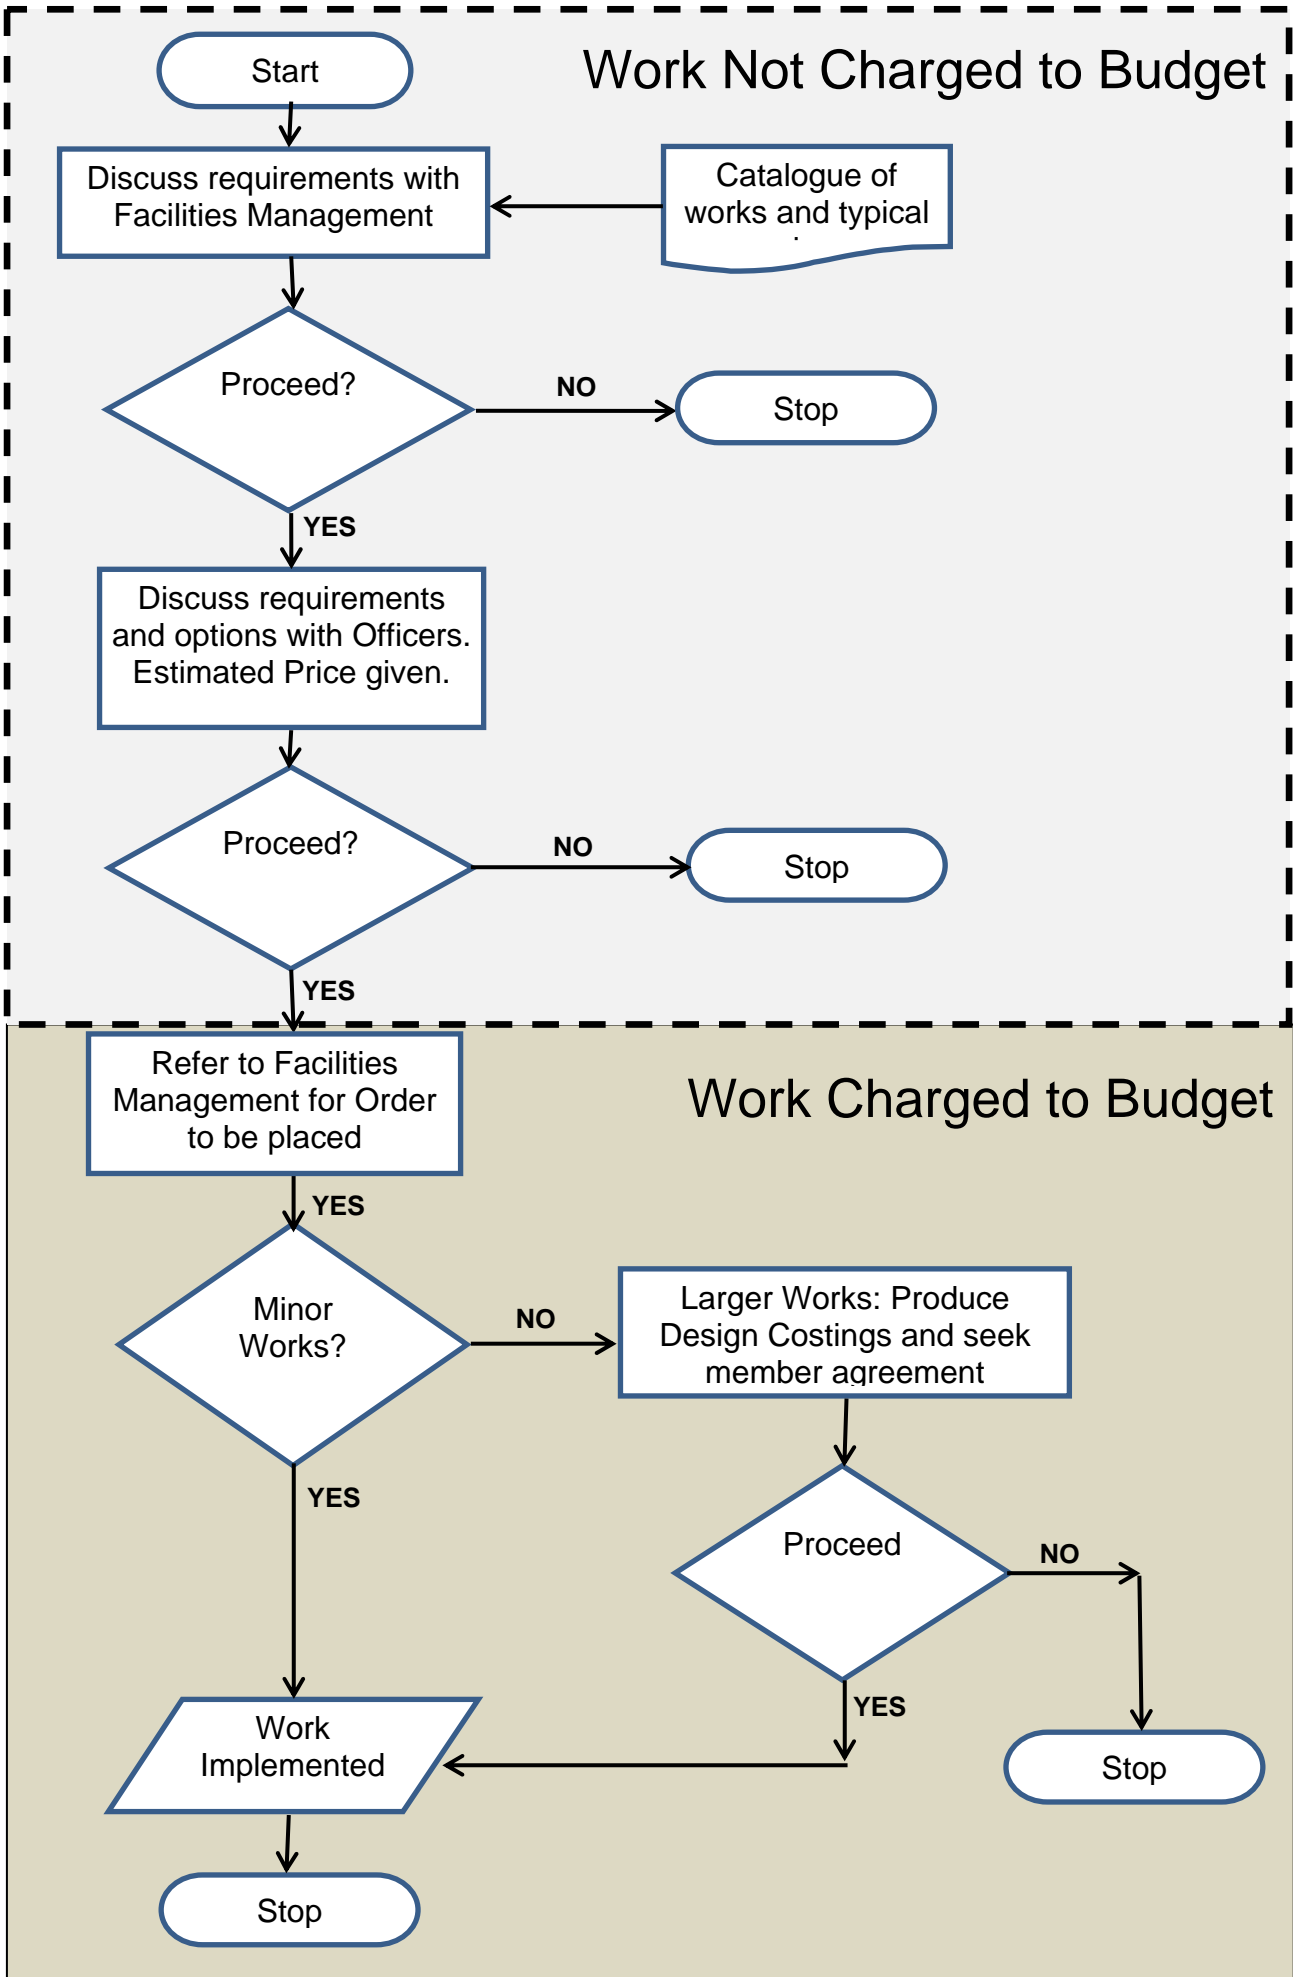 Start
Work Not Charged to Budget
Discuss requirements with
Facilities Management
Catalogue of
works and typical
Proceed?
NO
Stop
YES
Discuss requirements
and options with Officers.
Estimated Price given.
Proceed?
NO
Stop
YES
Refer to Facilities
Management for Order
to be placed
Work Charged to Budget
YES
Minor
Works?
NO
Larger Works: Produce
Design Costings and seek
member agreement
YES
Proceed
NO
YES
Work
Implemented
Stop
Stop